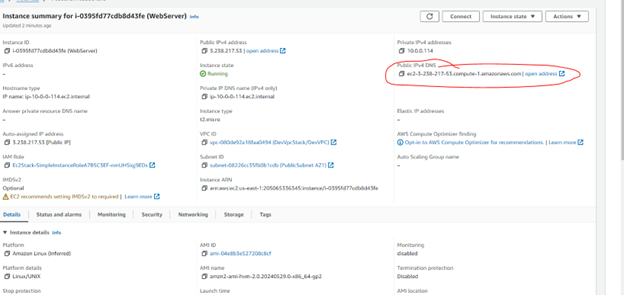 Instance summary for i-0395fd77cdb8d43fe (WebServer) Info
Updated 2 minutes ago
Connect
Instance state
Actions
Instance ID
i-0395fd77cdb8d43fe (WebServer)
Public IPv4 address
3.238.217.53 | open address
Private IPv4 addresses
10.0.0.114
IPv6 address
–
Instance state
Running
Public IPv4 DNS
ec2-3-238-217-53.compute-1.amazonaws.com | open address
Hostname type
IP name: ip-10-0-0-114.ec2.internal
Private IP DNS name (IPv4 only)
ip-10-0-0-114.ec2.internal
Answer private resource DNS name
–
Instance type
t2.micro
Elastic IP addresses
–
Auto-assigned IP address
3.238.217.53 [Public IP]
VPC ID
(DevVpcStack/DevVPC)
AWS Compute Optimizer finding
Opt-in to AWS Compute Optimizer for recommendations. | Learn more
IAM Role
Subnet ID
subnet-08226cc35fb8b1cdb (PublicSubnet AZ1)
Auto Scaling Group name
–
IMDSv2
Optional
EC2 recommends setting IMDSv2 to required | Learn more
Instance ARN
arn:aws:ec2:us-east-1:205065336345:instance/i-0395fd77cdb8d43fe
Details
Status and alarms
Monitoring
Security
Networking
Storage
Tags
Instance details Info
Platform
Amazon Linux (Inferred)
AMI ID
ami-04e8b3e527208c8cf
Monitoring
disabled
Platform details
Linux/UNIX
AMI name
amzn2-ami-hvm-2.0.20240529.0-x86_64-gp2
Termination protection
Disabled
Stop protection
Launch time
AMI location